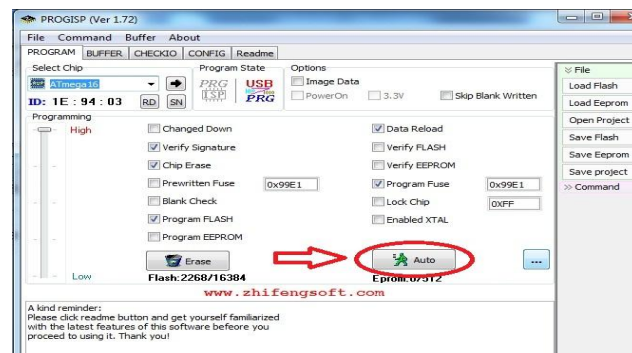 PROGISP (Ver 1.72)
File Command Buffer About
PROGRAM BUFFER CHECKIO CONFIG Readme
Select Chip Program State Options
ATmega16 PRG ISP USB PRG Image Data
PowerOn 3.3V Skip Blank Written
ID: 1E : 94 : 03 RD SN
Programming
High Changed Down Data Reload
Verify Signature Verify FLASH
Chip Erase Verify EEPROM
Prewritten Fuse 0x99E1 Program Fuse 0x99E1
Blank Check Lock Chip 0XFF
Program FLASH Enabled XTAL
Program EEPROM
Erase Auto ...
Low Flash:2268/16384 Eprom:0/512
www.zhifengsoft.com
A kind reminder:
Please click readme button and get yourself familiarized
with the latest features of this software befeore you
proceed to using it. Thank you!
File
Load Flash
Load Eeprom
Open Project
Save Flash
Save Eeprom
Save project
Command